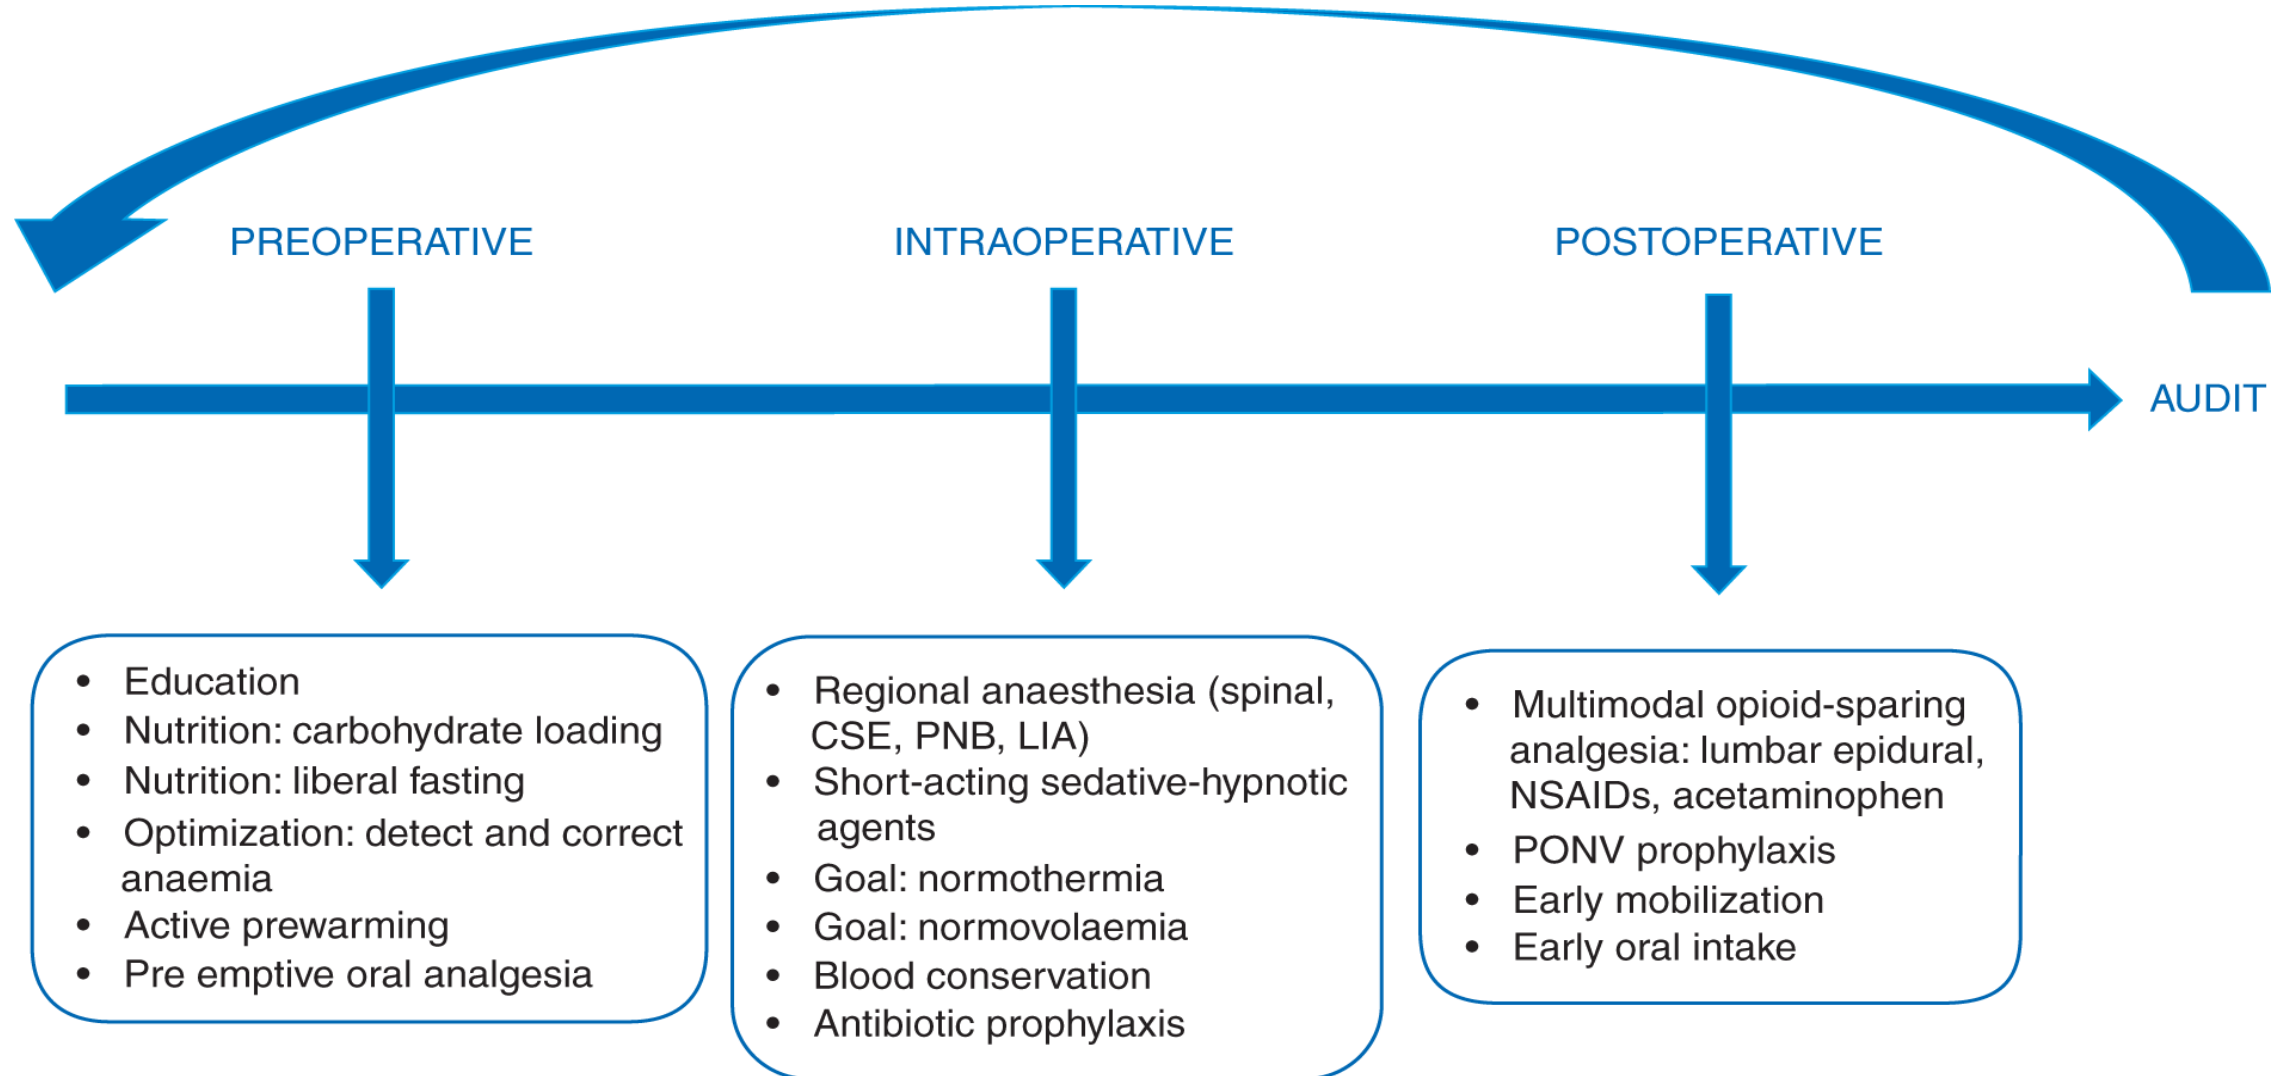 PREOPERATIVE
INTRAOPERATIVE
POSTOPERATIVE
AUDIT
• Education
• Nutrition: carbohydrate loading
• Nutrition: liberal fasting
• Optimization: detect and correct
anaemia
• Active prewarming
• Pre emptive oral analgesia
• Regional anaesthesia (spinal,
CSE, PNB, LIA)
• Short-acting sedative-hypnotic
agents
• Goal: normothermia
• Goal: normovolaemia
• Blood conservation
• Antibiotic prophylaxis
• Multimodal opioid-sparing
analgesia: lumbar epidural,
NSAIDs, acetaminophen
• PONV prophylaxis
• Early mobilization
• Early oral intake